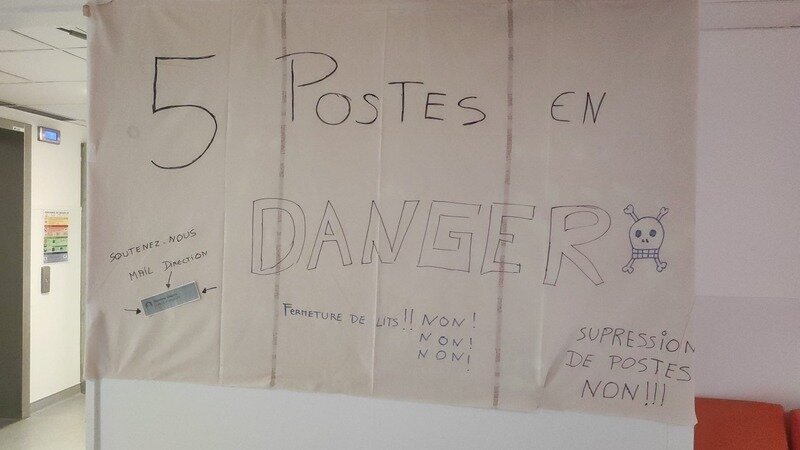 5 POSTES EN
DANGER
SOUTENEZ-NOUS
MAIL DIRECTION
FERMETURE DE LITS!! NON!
NON!
NON!
SUPRESSION
DE POSTES
NON!!!